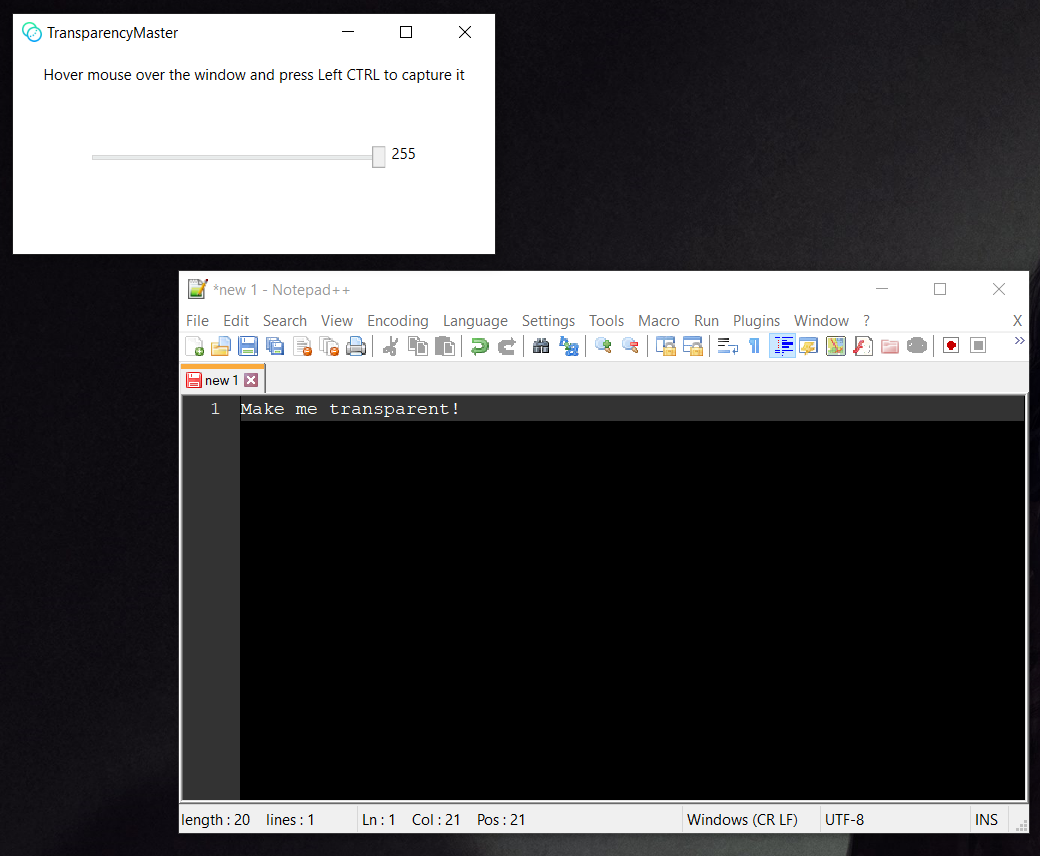 TransparencyMaster
Hover mouse over the window and press Left CTRL to capture it
255
*new 1 - Notepad++
File Edit Search View Encoding Language Settings Tools Macro Run Plugins Window ? X
new 1
1 Make me transparent!
length : 20 lines : 1 Ln : 1 Col : 21 Pos : 21 Windows (CR LF) UTF-8 INS